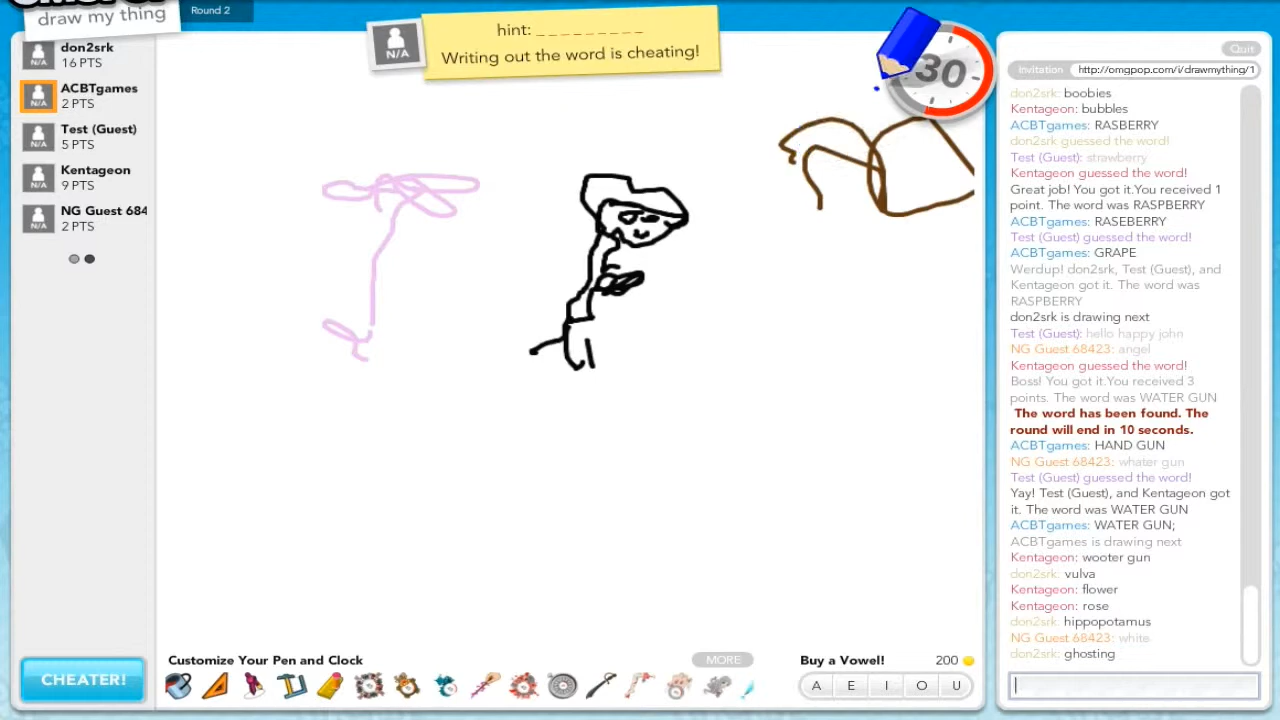 draw my thing
Round 2
hint: _ _ _ _ _ _ _ _ _
Writing out the word is cheating!
N/A
30
don2srk
16 PTS
N/A
ACBTgames
2 PTS
N/A
Test (Guest)
5 PTS
N/A
Kentageon
9 PTS
N/A
NG Guest 684
2 PTS
N/A
Quit
Invitation http://omgpop.com/i/drawmything/1
don2srk: boobies
Kentageon: bubbles
ACBTgames: RASBERRY
don2srk guessed the word!
Test (Guest): strawberry
Kentageon guessed the word!
Great job! You got it.You received 1
point. The word was RASPBERRY
ACBTgames: RASEBERRY
Test (Guest) guessed the word!
ACBTgames: GRAPE
Werdup! don2srk, Test (Guest), and
Kentageon got it. The word was
RASPBERRY
don2srk is drawing next
Test (Guest): hello happy john
NG Guest 68423: angel
Kentageon guessed the word!
Boss! You got it.You received 3
points. The word was WATER GUN
The word has been found. The
round will end in 10 seconds.
ACBTgames: HAND GUN
NG Guest 68423: whater gun
Test (Guest) guessed the word!
Yay! Test (Guest), and Kentageon got
it. The word was WATER GUN
ACBTgames: WATER GUN;
ACBTgames is drawing next
Kentageon: wooter gun
don2srk: vulva
Kentageon: flower
Kentageon: rose
don2srk: hippopotamus
NG Guest 68423: white
don2srk: ghosting
CHEATER!
Customize Your Pen and Clock
MORE
Buy a Vowel! 200
A E I O U